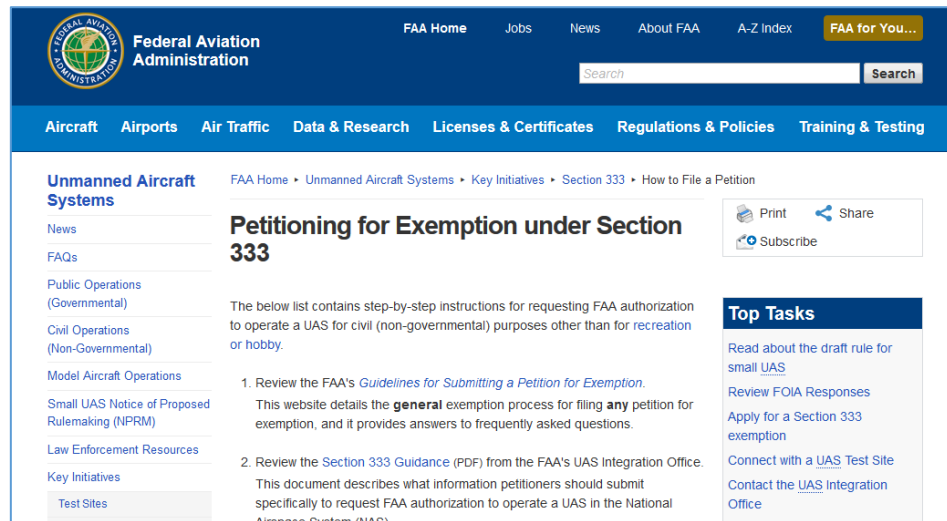 FEDERAL AVIATION ADMINISTRATION
Federal Aviation
Administration
FAA Home
Jobs
News
About FAA
A-Z Index
FAA for You...
Search
Search
Aircraft
Airports
Air Traffic
Data & Research
Licenses & Certificates
Regulations & Policies
Training & Testing
Unmanned Aircraft
Systems
News
FAQs
Public Operations
(Governmental)
Civil Operations
(Non-Governmental)
Model Aircraft Operations
Small UAS Notice of Proposed
Rulemaking (NPRM)
Law Enforcement Resources
Key Initiatives
Test Sites
FAA Home ▸ Unmanned Aircraft Systems ▸ Key Initiatives ▸ Section 333 ▸ How to File a Petition
Petitioning for Exemption under Section
333
The below list contains step-by-step instructions for requesting FAA authorization
to operate a UAS for civil (non-governmental) purposes other than for recreation
or hobby.
1. Review the FAA's Guidelines for Submitting a Petition for Exemption.
This website details the general exemption process for filing any petition for
exemption, and it provides answers to frequently asked questions.
2. Review the Section 333 Guidance (PDF) from the FAA's UAS Integration Office.
This document describes what information petitioners should submit
specifically to request FAA authorization to operate a UAS in the National
Airspace System (NAS)
Print
Share
Subscribe
Top Tasks
Read about the draft rule for
small UAS
Review FOIA Responses
Apply for a Section 333
exemption
Connect with a UAS Test Site
Contact the UAS Integration
Office